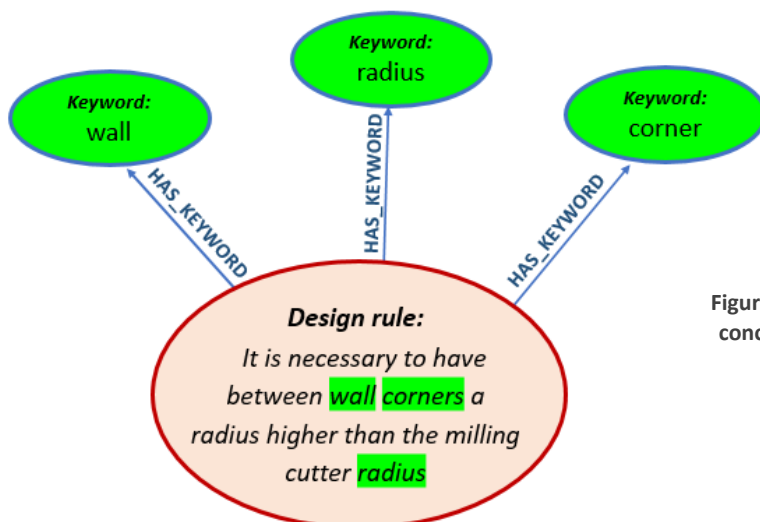 Keyword:
radius
Keyword:
wall
Keyword:
corner
HAS_KEYWORD
HAS_KEYWORD
HAS_KEYWORD
Design rule:
It is necessary to have
between wall corners a
radius higher than the milling
cutter radius